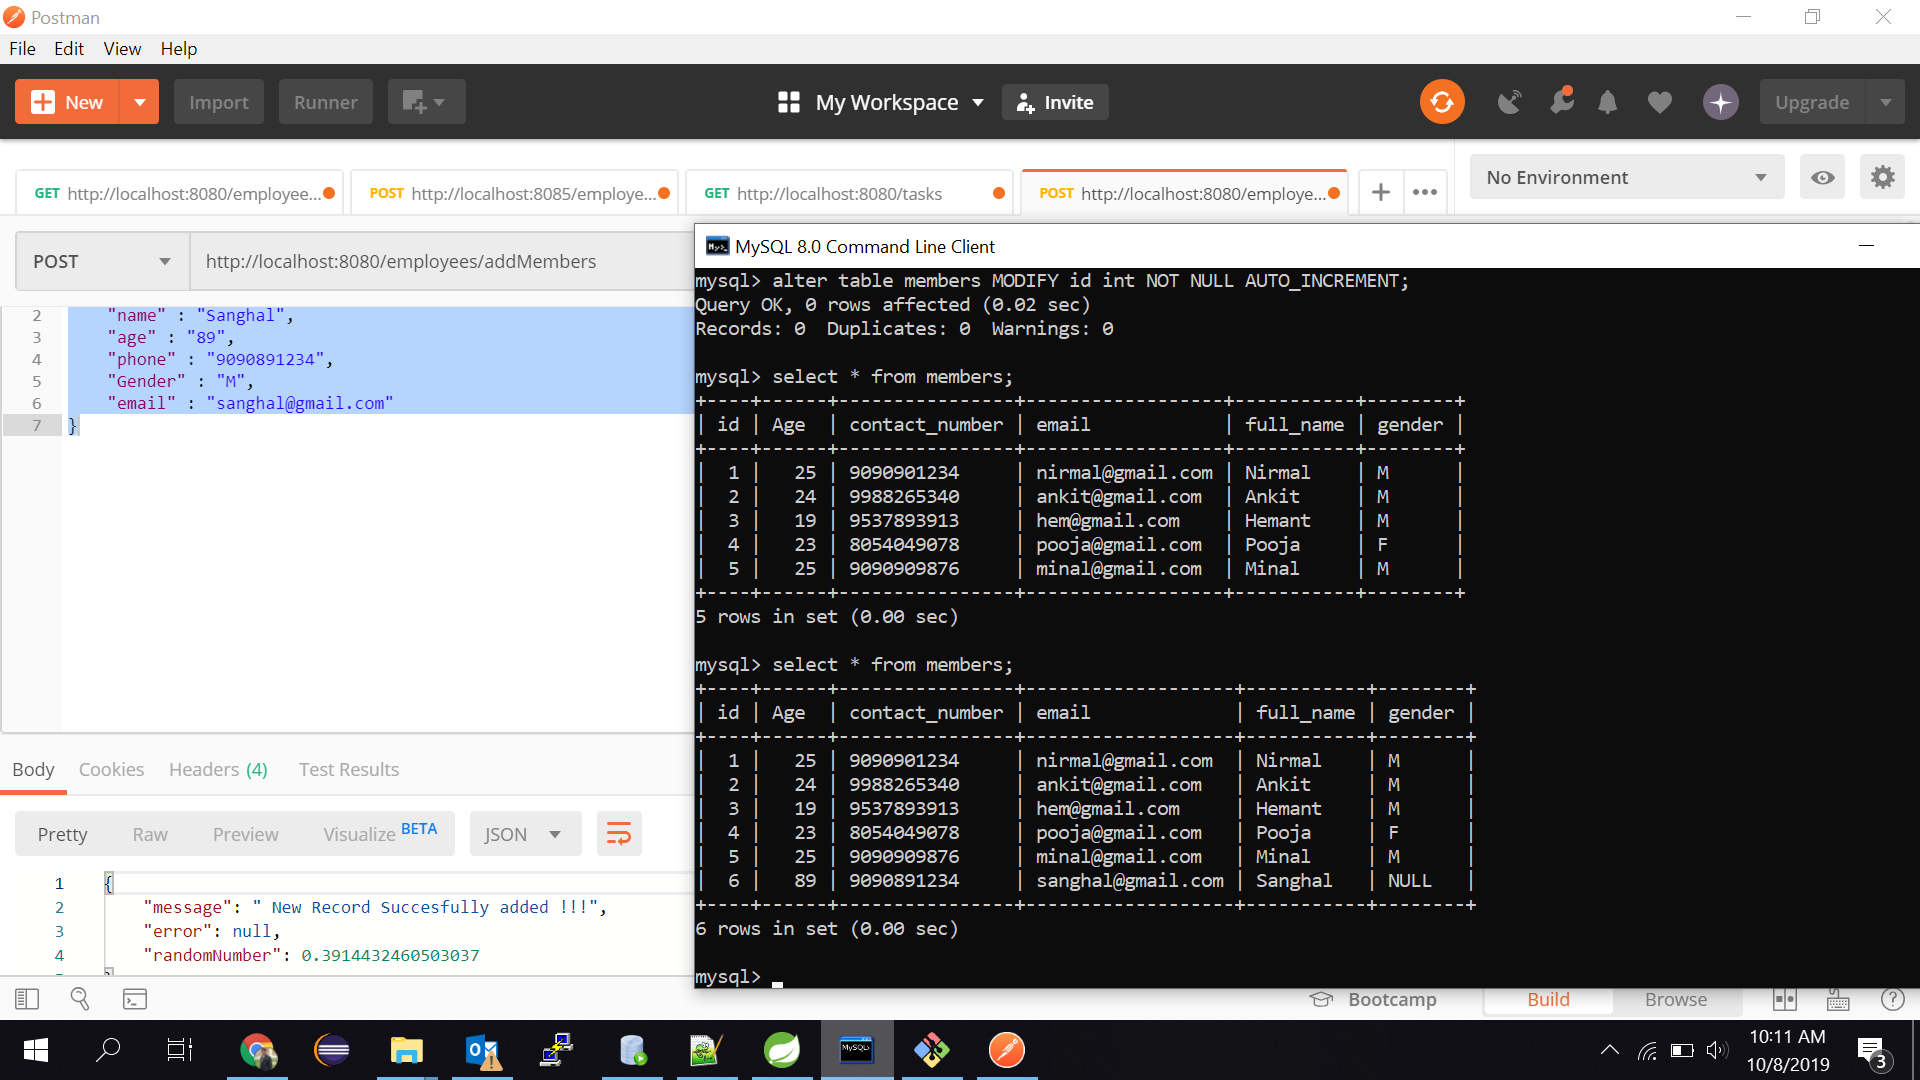 Postman
File Edit View Help
New Import Runner My Workspace Invite Upgrade
GET http://localhost:8080/employee... POST http://localhost:8085/employe... GET http://localhost:8080/tasks POST http://localhost:8080/employe... + ••• No Environment
POST http://localhost:8080/employees/addMembers
2 "name" : "Sanghal",
3 "age" : "89",
4 "phone" : "9090891234",
5 "Gender" : "M",
6 "email" : "sanghal@gmail.com"
7 }
Body Cookies Headers (4) Test Results
Pretty Raw Preview Visualize BETA JSON
1 {
2 "message": " New Record Succesfully added !!!",
3 "error": null,
4 "randomNumber": 0.3914432460503037
MySQL 8.0 Command Line Client
mysql> alter table members MODIFY id int NOT NULL AUTO_INCREMENT;
Query OK, 0 rows affected (0.02 sec)
Records: 0  Duplicates: 0  Warnings: 0
mysql> select * from members;
+----+------+----------------+------------------+-----------+--------+
| id | Age  | contact_number | email            | full_name | gender |
+----+------+----------------+------------------+-----------+--------+
|  1 |   25 | 9090901234     | nirmal@gmail.com | Nirmal    | M      |
|  2 |   24 | 9988265340     | ankit@gmail.com  | Ankit     | M      |
|  3 |   19 | 9537893913     | hem@gmail.com    | Hemant    | M      |
|  4 |   23 | 8054049078     | pooja@gmail.com  | Pooja     | F      |
|  5 |   25 | 9090909876     | minal@gmail.com  | Minal     | M      |
+----+------+----------------+------------------+-----------+--------+
5 rows in set (0.00 sec)
mysql> select * from members;
+----+------+----------------+-------------------+-----------+--------+
| id | Age  | contact_number | email             | full_name | gender |
+----+------+----------------+-------------------+-----------+--------+
|  1 |   25 | 9090901234     | nirmal@gmail.com  | Nirmal    | M      |
|  2 |   24 | 9988265340     | ankit@gmail.com   | Ankit     | M      |
|  3 |   19 | 9537893913     | hem@gmail.com     | Hemant    | M      |
|  4 |   23 | 8054049078     | pooja@gmail.com   | Pooja     | F      |
|  5 |   25 | 9090909876     | minal@gmail.com   | Minal     | M      |
|  6 |   89 | 9090891234     | sanghal@gmail.com | Sanghal   | NULL   |
+----+------+----------------+-------------------+-----------+--------+
6 rows in set (0.00 sec)
mysql> _
Bootcamp Build Browse
MySQL>
10:11 AM
10/8/2019
3